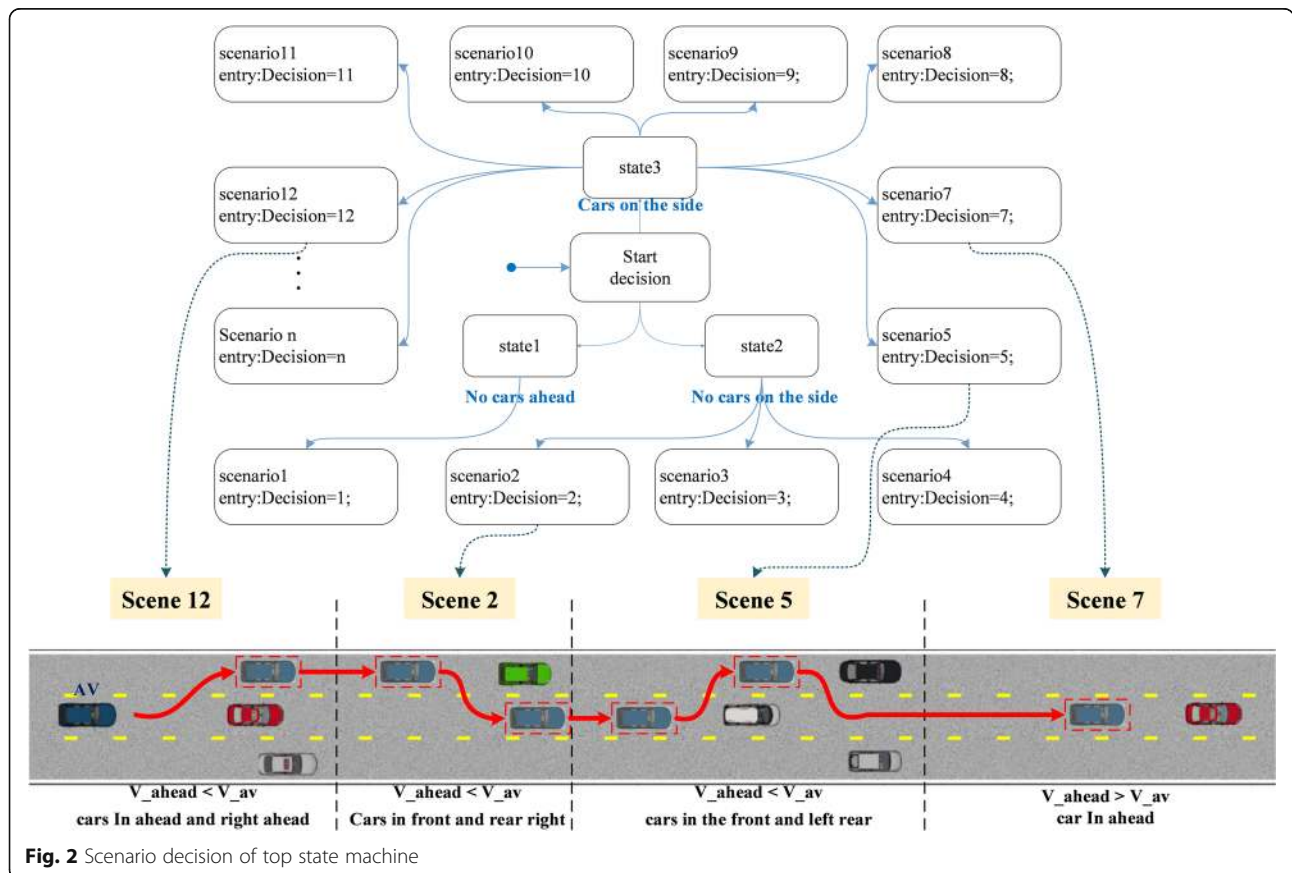 scenario11
entry:Decision=11
scenario10
entry:Decision=10
scenario9
entry:Decision=9;
scenario8
entry:Decision=8;
state3
Cars on the side
scenario12
entry:Decision=12
scenario7
entry:Decision=7;
Start
decision
Scenario n
entry:Decision=n
state1
state2
scenario5
entry:Decision=5;
No cars ahead
No cars on the side
scenario1
entry:Decision=1;
scenario2
entry:Decision=2;
scenario3
entry:Decision=3;
scenario4
entry:Decision=4;
Scene 12
Scene 2
Scene 5
Scene 7
AV
V_ahead < V_av
cars In ahead and right ahead
V_ahead < V_av
Cars in front and rear right
V_ahead < V_av
cars in the front and left rear
V_ahead > V_av
car In ahead
Fig. 2 Scenario decision of top state machine